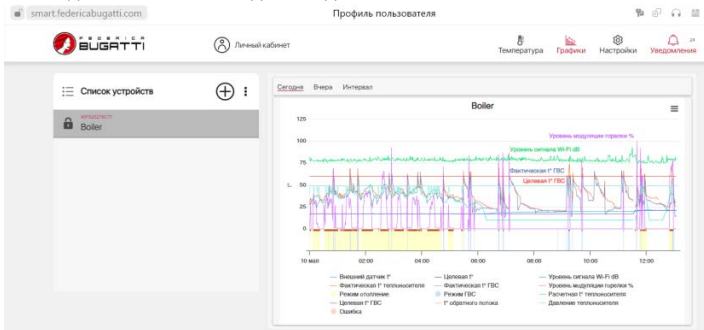 smart.federicabugatti.com Профиль пользователя
FEDERICA
BUGATTI
Личный кабинет
Температура Графики Настройки Уведомления
24
Список устройств
Boiler
Сегодня Вчера Интервал
Boiler
125
100
75
50
25
0
t°
Уровень модуляции горелки %
Уровень сигнала Wi-Fi dB
Фактическая t° ГВС
Целевая t° ГВС
10 мая 02:00 04:00 06:00 08:00 10:00 12:00
Внешний датчик t° Целевая t° Уровень сигнала Wi-Fi dB
Фактическая t° теплоносителя Фактическая t° ГВС Уровень модуляции горелки %
Режим отопление Режим ГВС Расчетная t° теплоносителя
Целевая t° ГВС t° обратного потока Давление теплоносителя
Ошибка